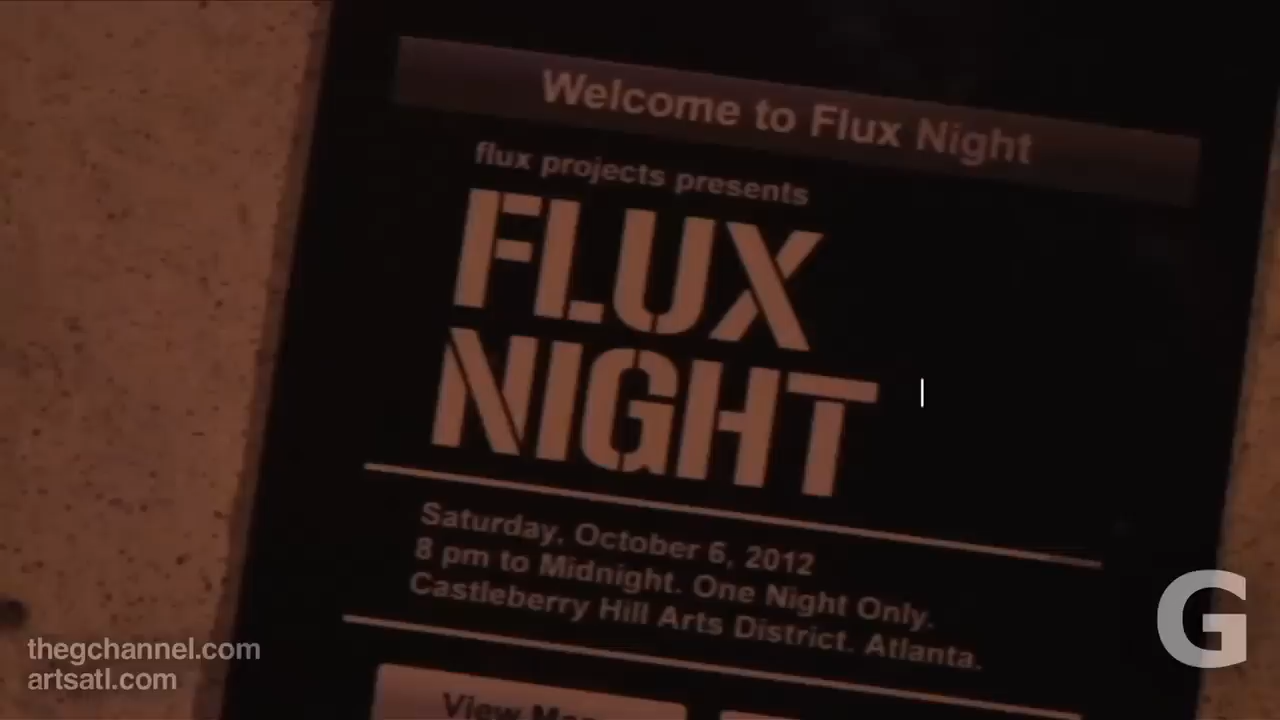 Welcome to Flux Night
flux projects presents
FLUX
NIGHT
Saturday, October 6, 2012
8 pm to Midnight. One Night Only.
Castleberry Hill Arts District. Atlanta.
View
G
thegchannel.com
artsatl.com